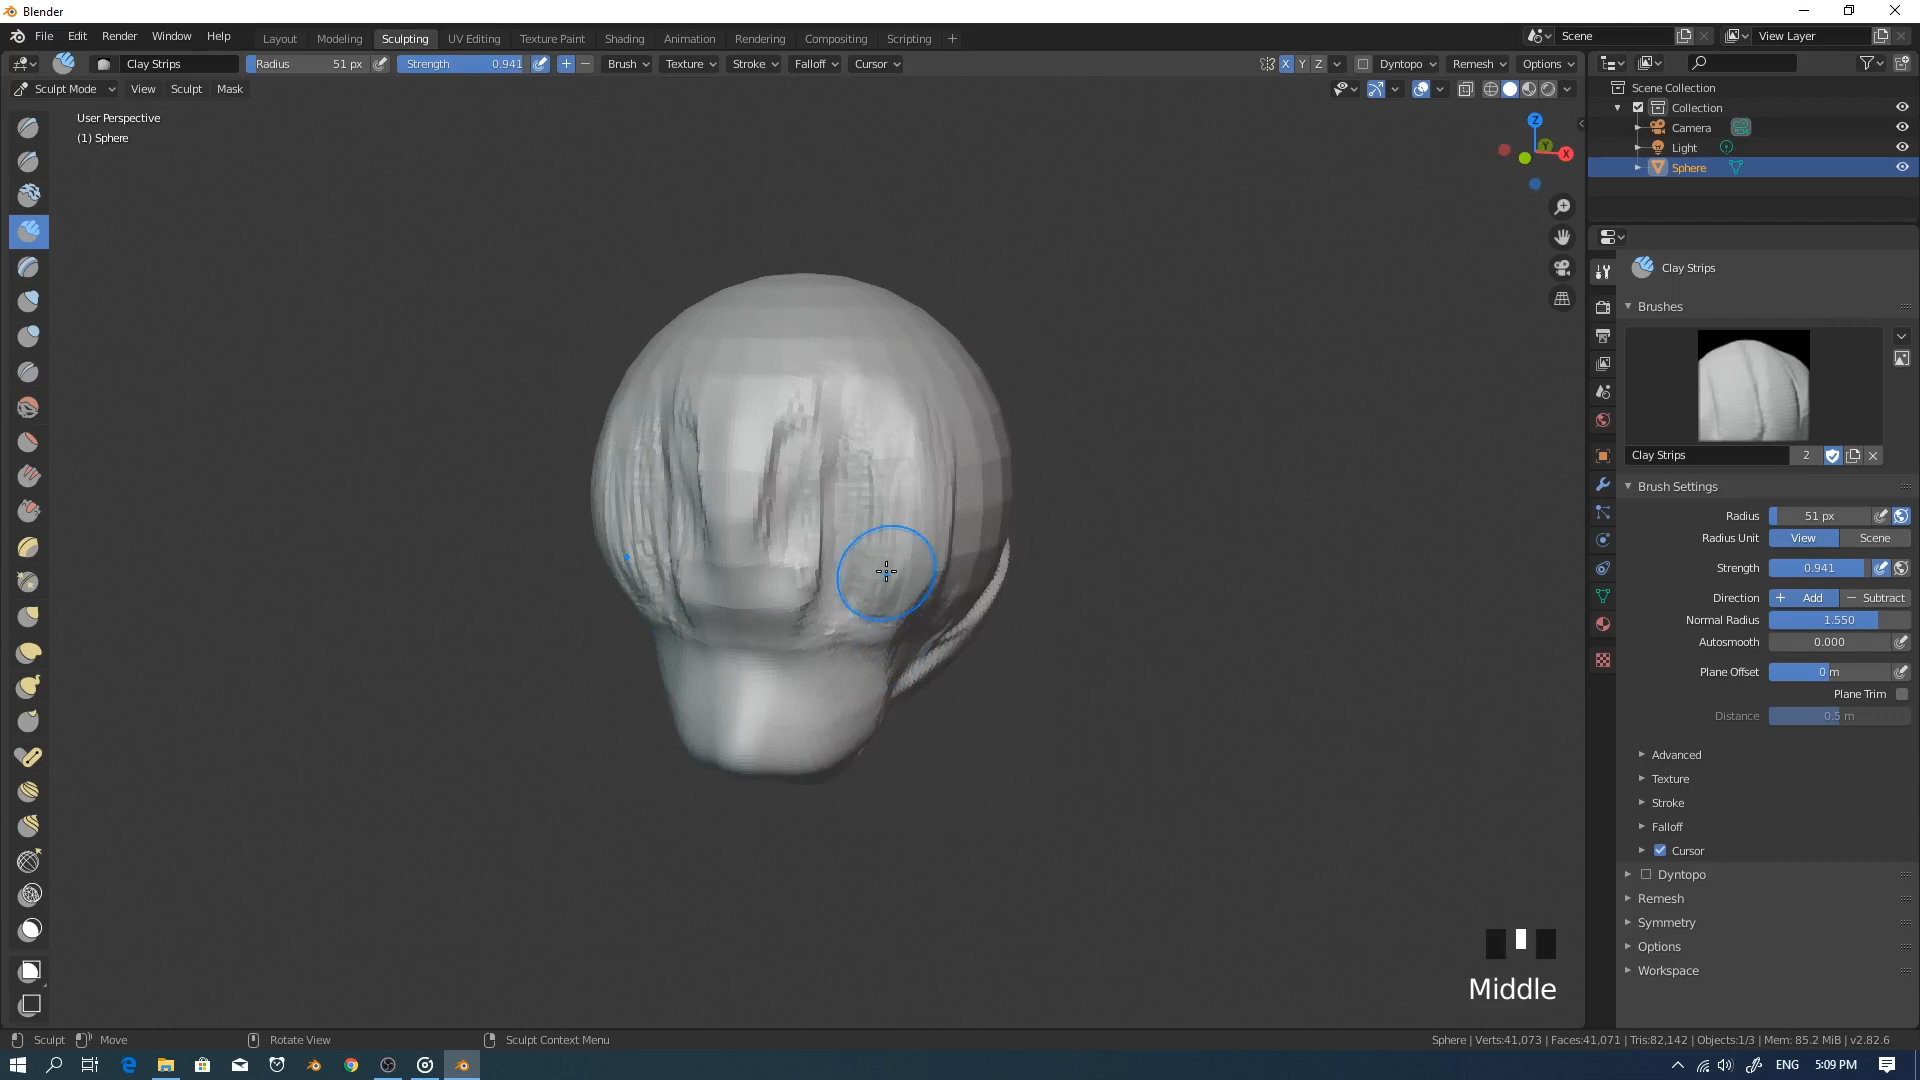 Blender
File Edit Render Window Help
Layout Modeling Sculpting UV Editing Texture Paint Shading Animation Rendering Compositing Scripting +
Scene
View Layer
Clay Strips
Radius 51 px
Strength 0.941
+ − Brush Texture Stroke Falloff Cursor
X Y Z Dyntopo Remesh Options
Sculpt Mode View Sculpt Mask
User Perspective
(1) Sphere
Z
Y
X
Scene Collection
Collection
Camera
Light
Sphere
Clay Strips
Brushes
Clay Strips 2
Brush Settings
Radius 51 px
Radius Unit View Scene
Strength 0.941
Direction + Add − Subtract
Normal Radius 1.550
Autosmooth 0.000
Plane Offset 0 m
Plane Trim
Distance 0.5 m
Advanced
Texture
Stroke
Falloff
Cursor
Dyntopo
Remesh
Symmetry
Options
Workspace
Middle
Sculpt Move Rotate View Sculpt Context Menu
Sphere | Verts:41,073 | Faces:41,071 | Tris:82,142 | Objects:1/3 | Mem: 85.2 MiB | v2.82.6
ENG 5:09 PM